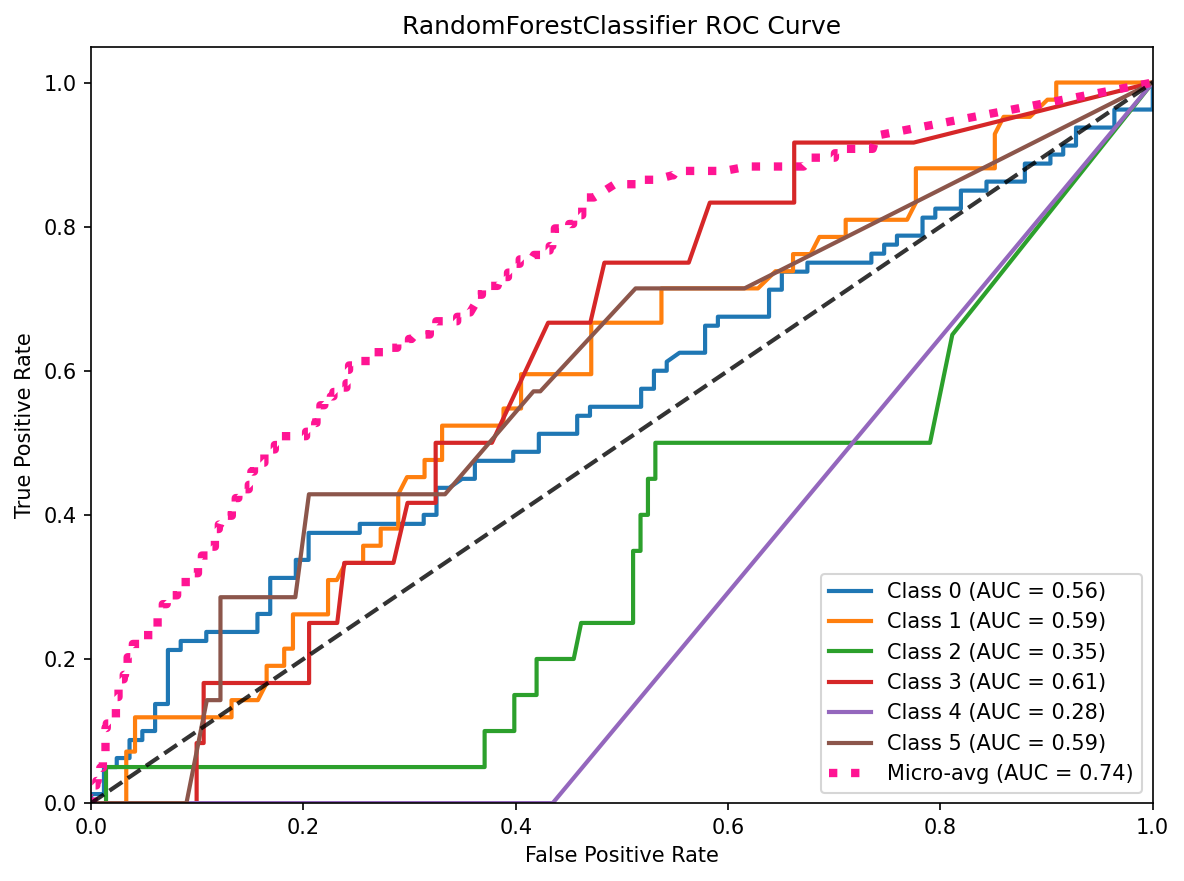 RandomForestClassifier ROC Curve
True Positive Rate
1.0
0.8
0.6
0.4
0.2
0.0
Class 0 (AUC = 0.56)
Class 1 (AUC = 0.59)
Class 2 (AUC = 0.35)
Class 3 (AUC = 0.61)
Class 4 (AUC = 0.28)
Class 5 (AUC = 0.59)
Micro-avg (AUC = 0.74)
0.0 0.2 0.4 0.6 0.8 1.0
False Positive Rate